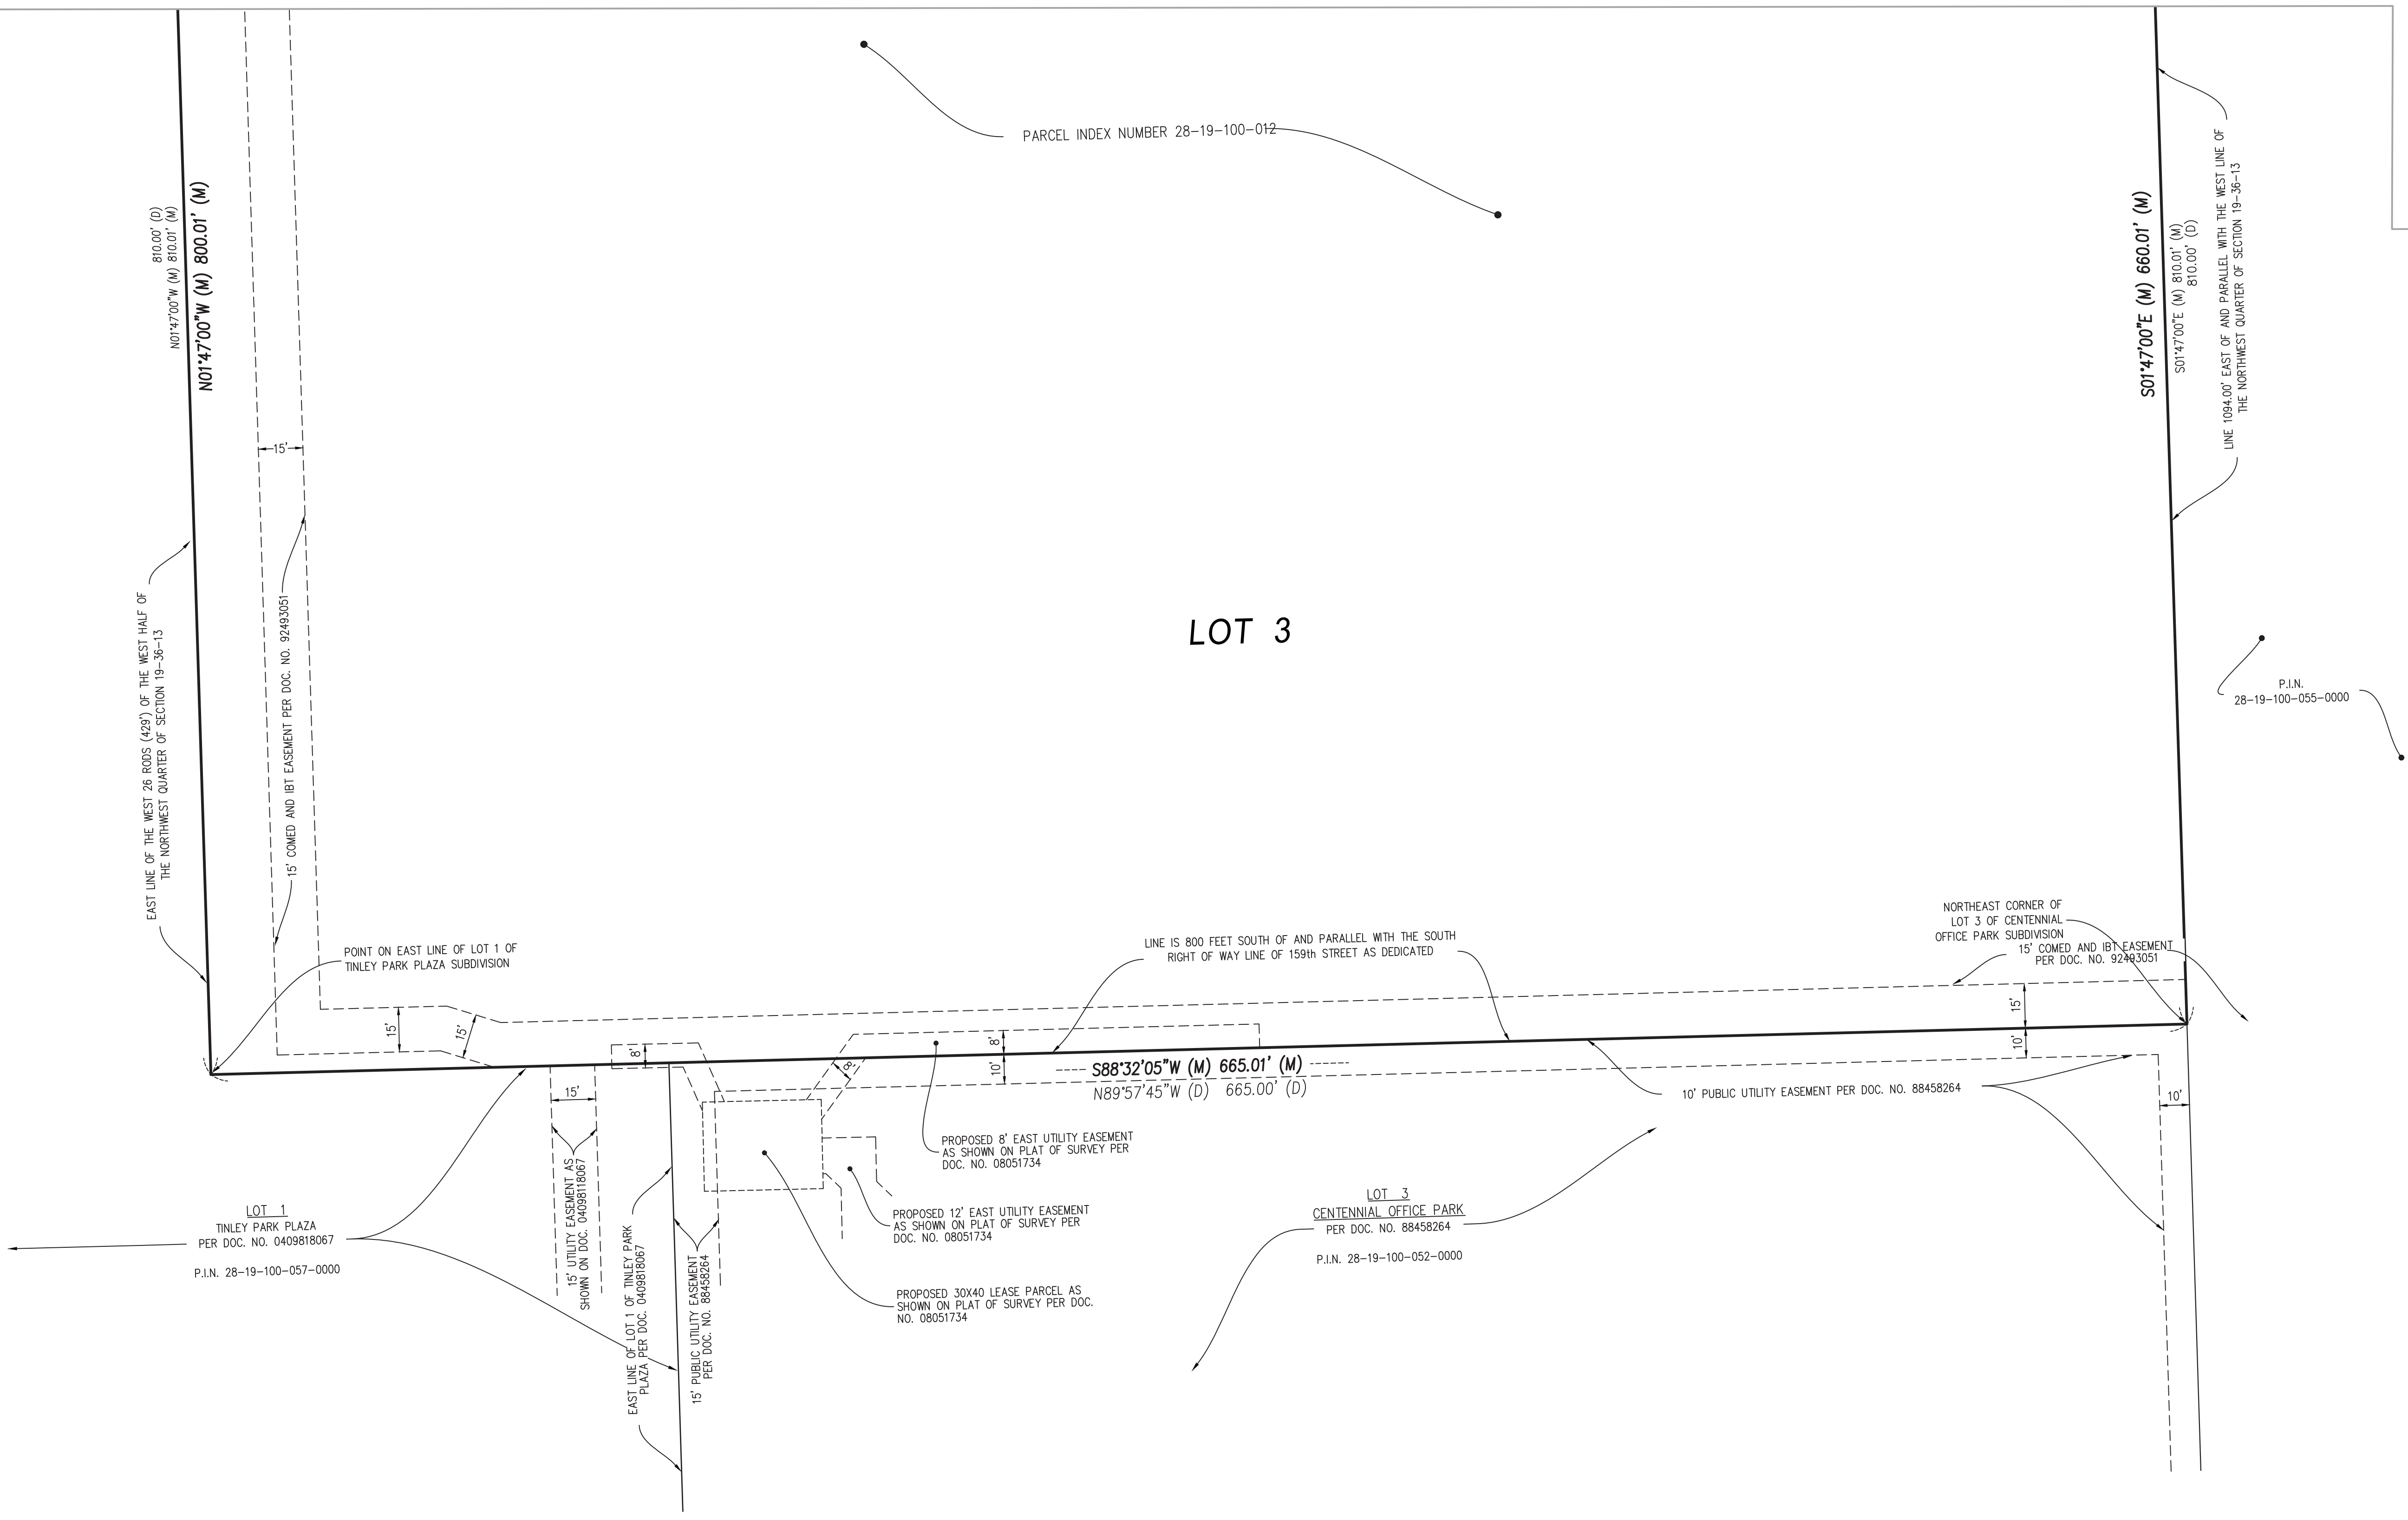 PARCEL INDEX NUMBER 28-19-100-012
810.00' (D)
N01°47'00"W (M) 810.01' (M)
N01°47'00"W (M) 800.01' (M)
S01°47'00"E (M) 660.01' (M)
S01°47'00"E (M) 810.01' (M)
810.00' (D)
LINE 1094.00' EAST OF AND PARALLEL WITH THE WEST LINE OF
THE NORTHWEST QUARTER OF SECTION 19-36-13
15'
EAST LINE OF THE WEST 26 RODS (429') OF THE WEST HALF OF
THE NORTHWEST QUARTER OF SECTION 19-36-13
15' COMED AND IBT EASEMENT PER DOC. NO. 92493051
LOT 3
P.I.N.
28-19-100-055-0000
POINT ON EAST LINE OF LOT 1 OF
TINLEY PARK PLAZA SUBDIVISION
LINE IS 800 FEET SOUTH OF AND PARALLEL WITH THE SOUTH
RIGHT OF WAY LINE OF 159th STREET AS DEDICATED
NORTHEAST CORNER OF
LOT 3 OF CENTENNIAL
OFFICE PARK SUBDIVISION
15' COMED AND IBT EASEMENT
PER DOC. NO. 92493051
15'
15'
8'
8'
8'
10'
15'
10'
S88°32'05"W (M) 665.01' (M)
N89°57'45"W (D) 665.00' (D)
10' PUBLIC UTILITY EASEMENT PER DOC. NO. 88458264
10'
15'
PROPOSED 8' EAST UTILITY EASEMENT
AS SHOWN ON PLAT OF SURVEY PER
DOC. NO. 08051734
15' UTILITY EASEMENT AS
SHOWN ON DOC. 04098118067
LOT 1
TINLEY PARK PLAZA
PER DOC. NO. 0409818067
P.I.N. 28-19-100-057-0000
EAST LINE OF LOT 1 OF TINLEY PARK
PLAZA PER DOC. 0409818067
15' PUBLIC UTILITY EASEMENT
PER DOC. NO. 88458264
PROPOSED 12' EAST UTILITY EASEMENT
AS SHOWN ON PLAT OF SURVEY PER
DOC. NO. 08051734
PROPOSED 30X40 LEASE PARCEL AS
SHOWN ON PLAT OF SURVEY PER DOC.
NO. 08051734
LOT 3
CENTENNIAL OFFICE PARK
PER DOC. NO. 88458264
P.I.N. 28-19-100-052-0000